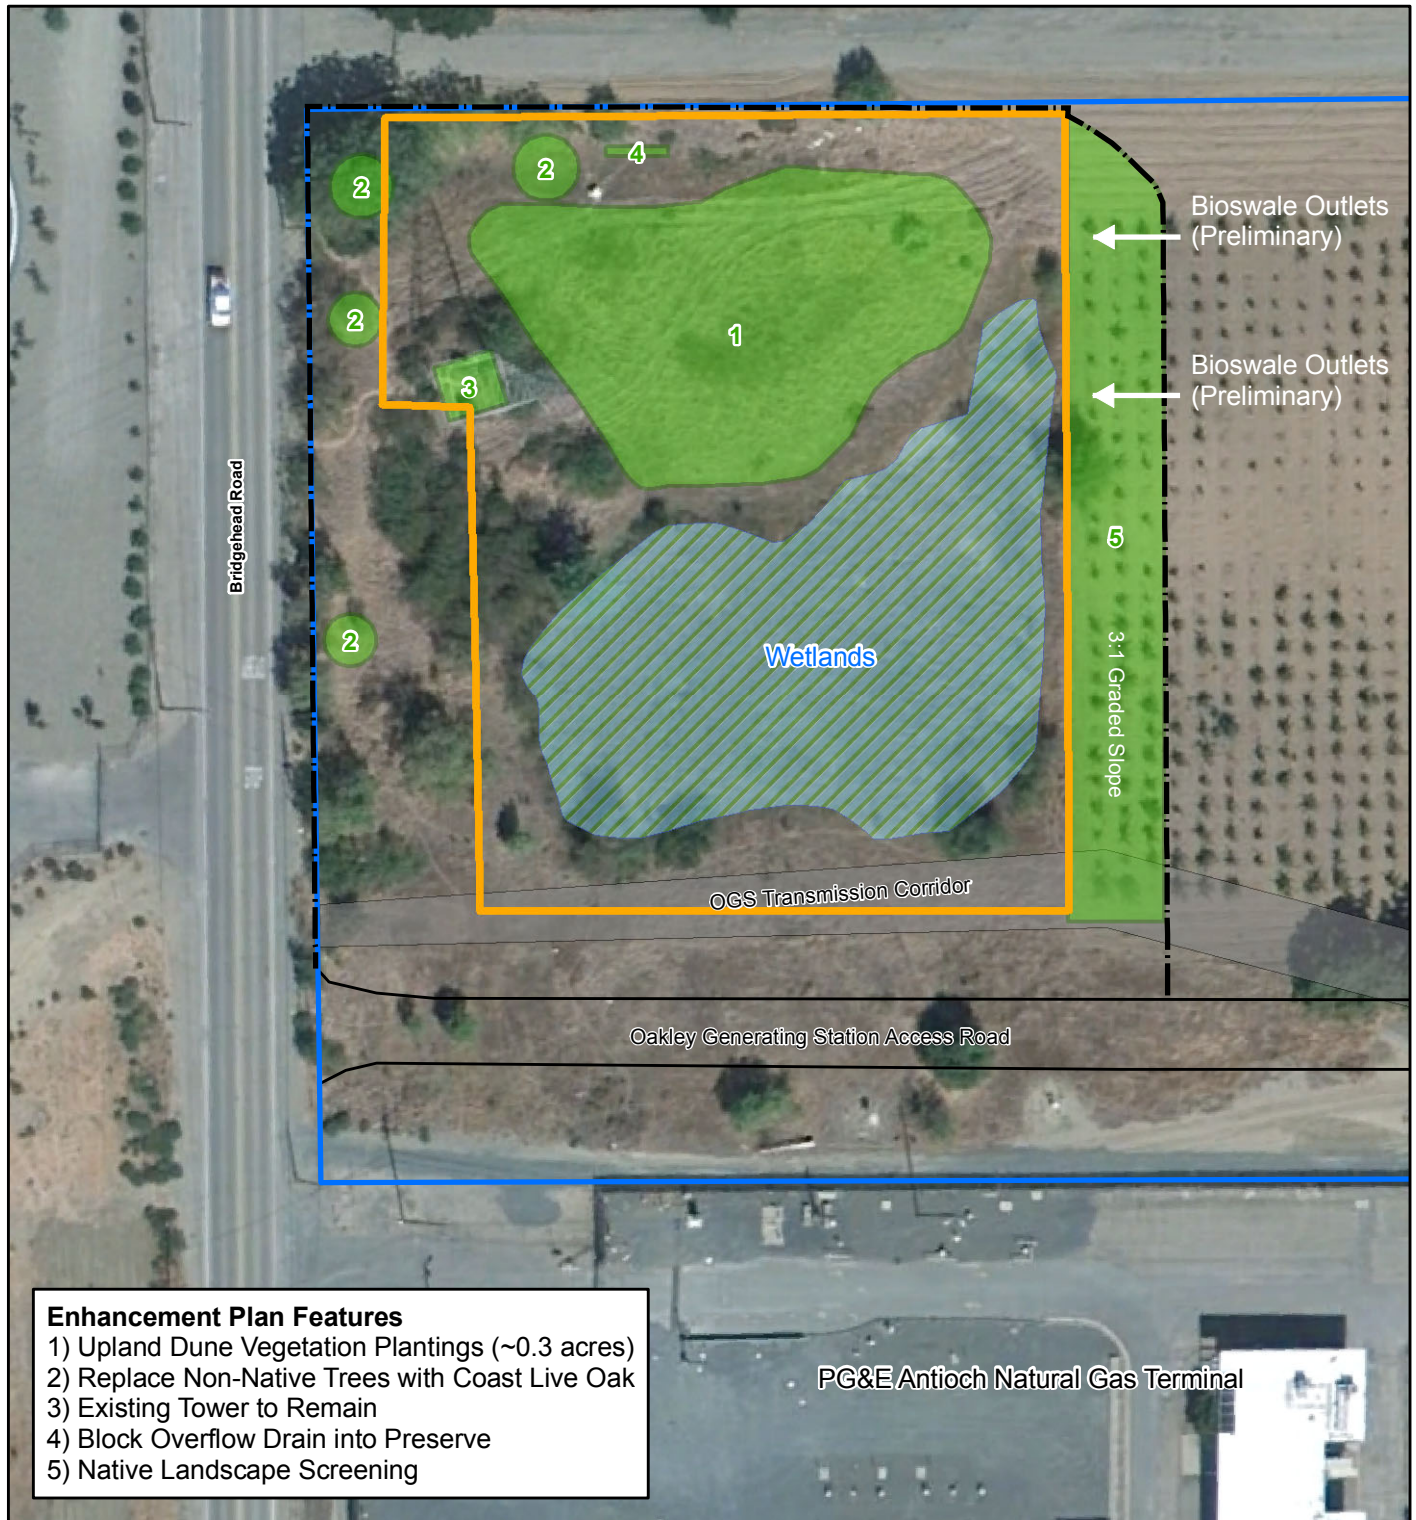 2
4
2
Bioswale Outlets
(Preliminary)
2
1
Bioswale Outlets
(Preliminary)
3
Bridgehead Road
5
2
Wetlands
3:1 Graded Slope
OGS Transmission Corridor
Oakley Generating Station Access Road
Enhancement Plan Features
1) Upland Dune Vegetation Plantings (~0.3 acres)
2) Replace Non-Native Trees with Coast Live Oak
3) Existing Tower to Remain
4) Block Overflow Drain into Preserve
5) Native Landscape Screening
PG&E Antioch Natural Gas Terminal